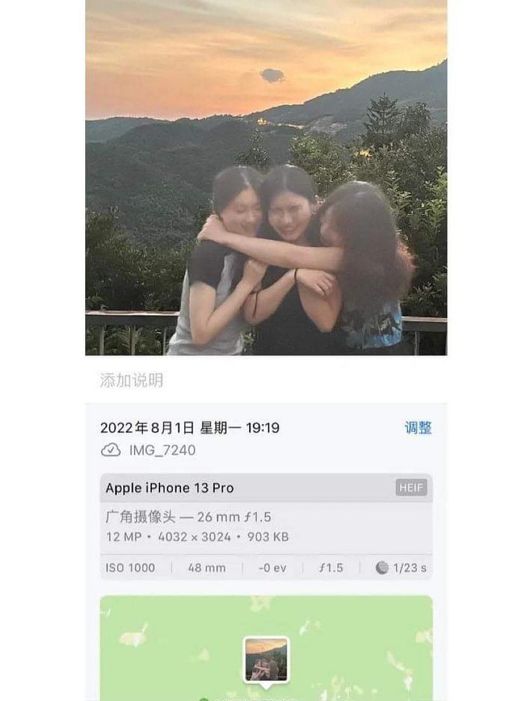 添加说明
2022年8月1日 星期一 19:19
调整
IMG_7240
Apple iPhone 13 Pro
HEIF
广角摄像头 — 26 mm ƒ1.5
12 MP • 4032 x 3024 • 903 KB
ISO 1000
48 mm
-0 ev
ƒ1.5
1/23 s